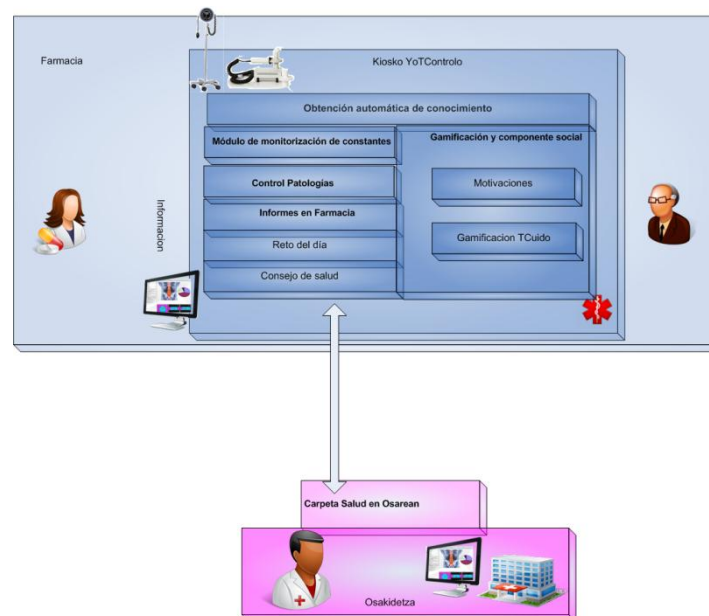 Farmacia
Kiosko YoTControlo
Obtención automática de conocimiento
Módulo de monitorización de constantes
Gamificación y componente social
Control Patologías
Motivaciones
Informes en Farmacia
Informacion
Reto del día
Gamificacion TCuido
Consejo de salud
Carpeta Salud en Osarean
Osakidetza